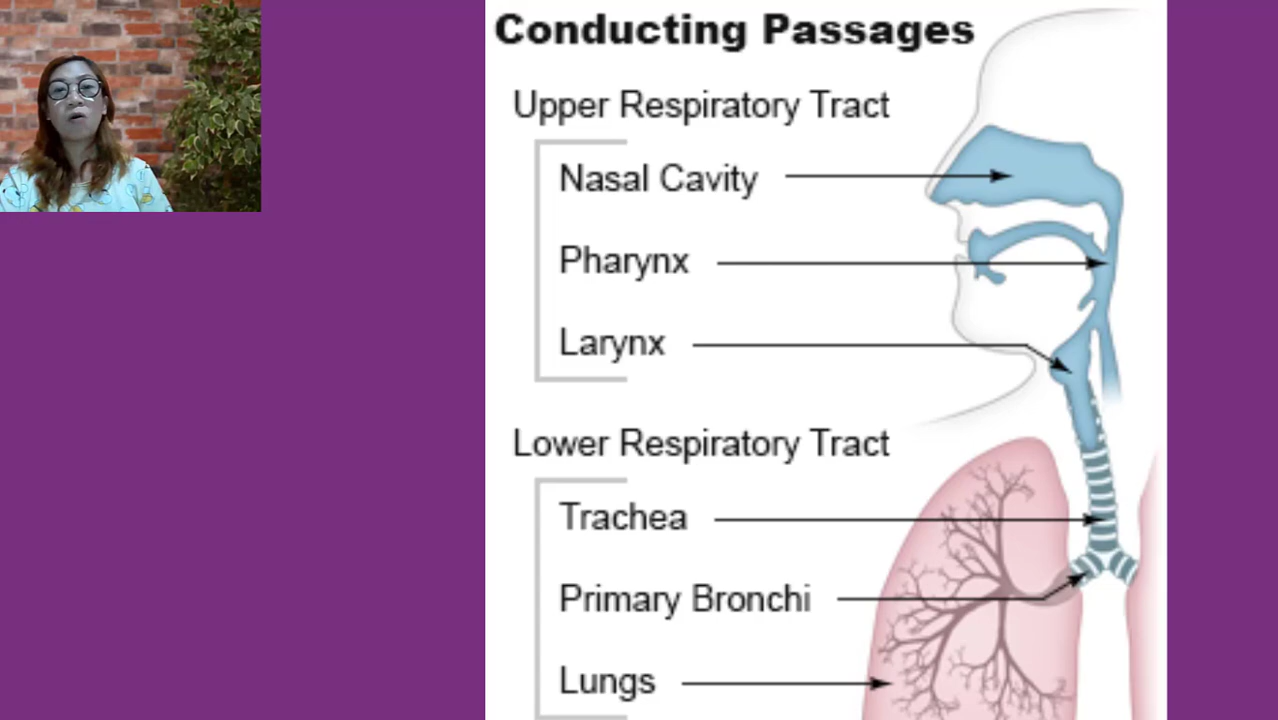 Conducting Passages
Upper Respiratory Tract
Nasal Cavity
Pharynx
Larynx
Lower Respiratory Tract
Trachea
Primary Bronchi
Lungs